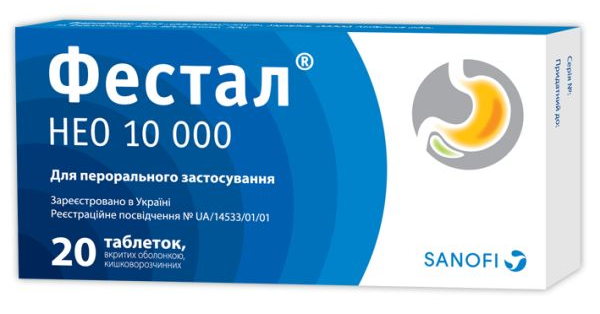 Фестал®
НЕО 10 000
Для перорального застосування
Зареєстровано в Україні
Реєстраційне посвідчення № UA/14533/01/01
20 таблеток,
вкритих оболонкою,
кишковорозчинних
SANOFI
Серія №:
Придатний до: